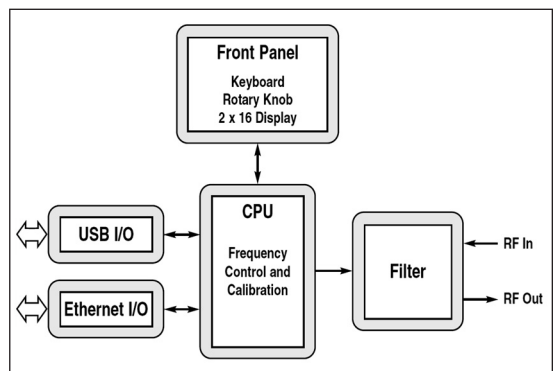 Front Panel
Keyboard
Rotary Knob
2 x 16 Display
USB I/O
Ethernet I/O
CPU
Frequency
Control and
Calibration
Filter
RF In
RF Out